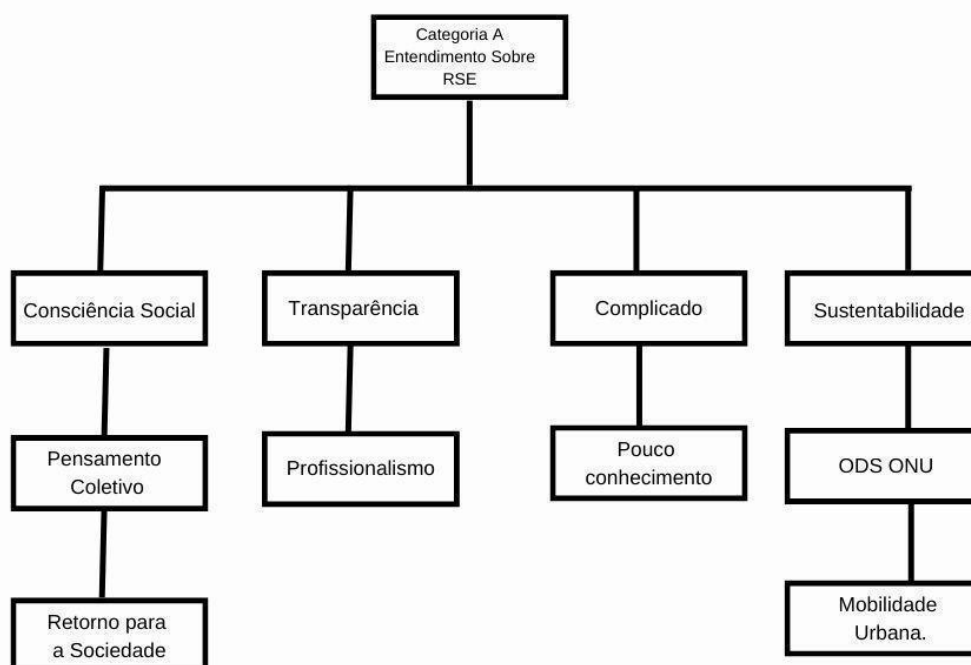 Categoria A
Entendimento Sobre
RSE
Consciência Social
Transparência
Complicado
Sustentabilidade
Pensamento
Coletivo
Profissionalismo
Pouco
conhecimento
ODS ONU
Retorno para
a Sociedade
Mobilidade
Urbana.